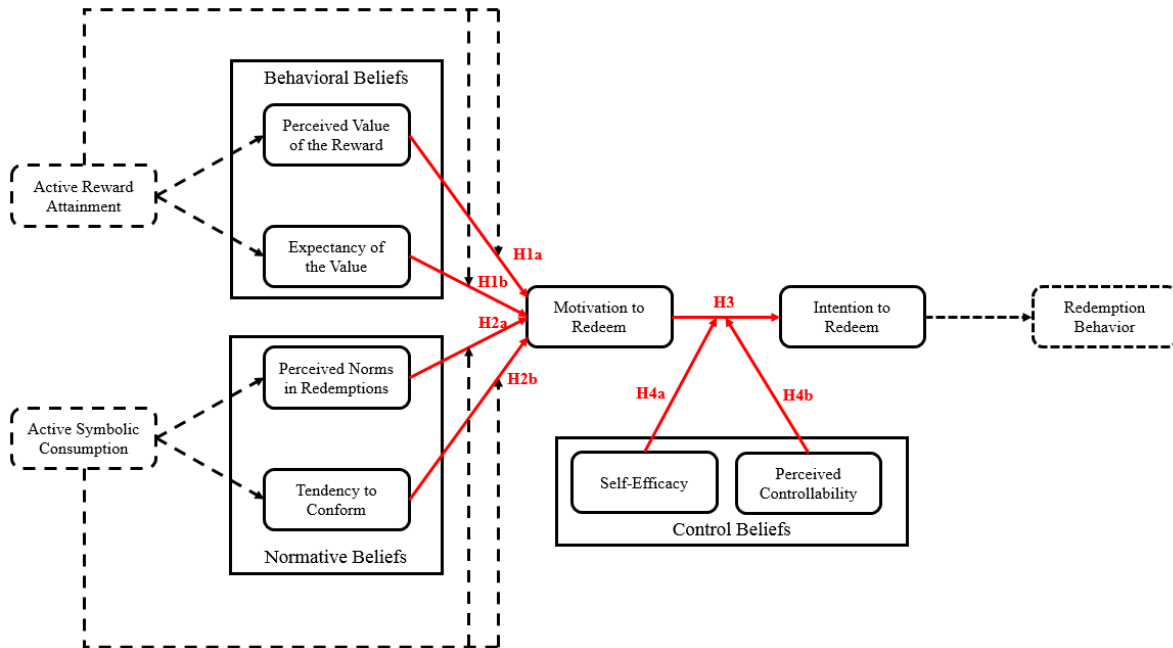 Behavioral Beliefs
Perceived Value
of the Reward
Active Reward
Attainment
Expectancy of
the Value
H1a
H1b
H2a
H2b
Motivation to
Redeem
H3
Intention to
Redeem
Redemption
Behavior
Perceived Norms
in Redemptions
Active Symbolic
Consumption
Tendency to
Conform
Normative Beliefs
H4a
H4b
Self-Efficacy
Perceived
Controllability
Control Beliefs